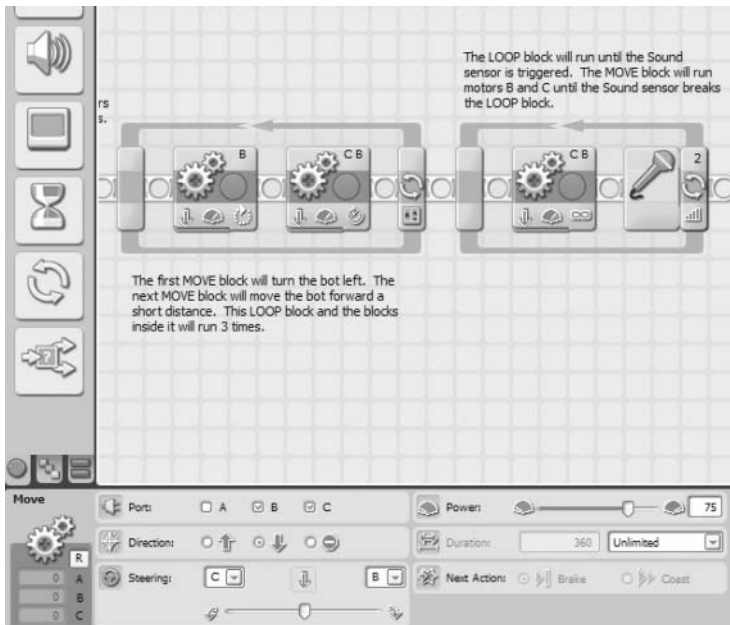 The LOOP block will run until the Sound
sensor is triggered. The MOVE block will run
motors B and C until the Sound sensor breaks
the LOOP block.
rs
s.
B
C B
C B
2
The first MOVE block will turn the bot left. The
next MOVE block will move the bot forward a
short distance. This LOOP block and the blocks
inside it will run 3 times.
Move
R
0 A
0 B
0 C
Port: A B C
Direction:
Steering: C B
Power: 75
Duration: 360 Unlimited
Next Action: Brake Coast